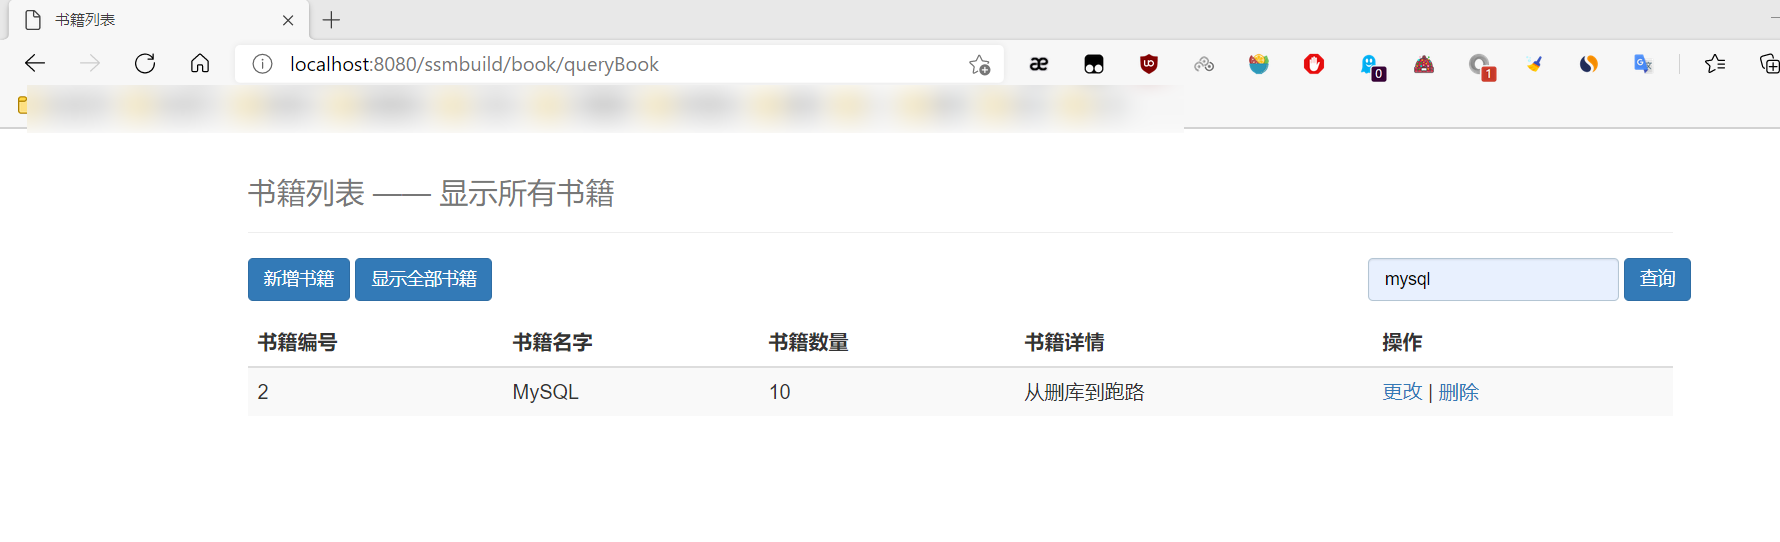 书籍列表
localhost:8080/ssmbuild/book/queryBook
æ
0
1
书籍列表 —— 显示所有书籍
新增书籍 显示全部书籍 mysql 查询
书籍编号 书籍名字 书籍数量 书籍详情 操作
2 MySQL 10 从删库到跑路 更改 | 删除